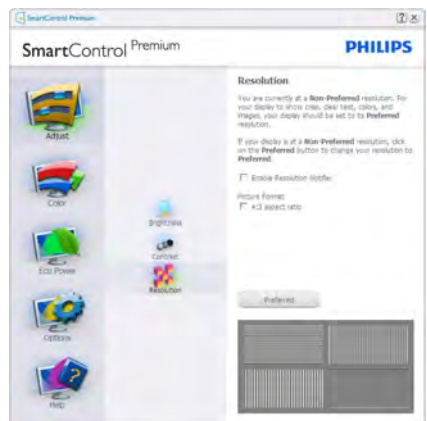 SmartControl Premium
SmartControl Premium
PHILIPS
Adjust
Color
Eco Power
Options
Help
Brightness
Contrast
Resolution
Resolution
You are currently at a Non-Preferred resolution. For
your display to show crisp, clear text, colors, and
images, your display should be set to its Preferred
resolution.
If your display is at a Non-Preferred resolution, click
on the Preferred button to change your resolution to
Preferred.
Enable Resolution Notifier
Picture Format
4:3 aspect ratio
Preferred